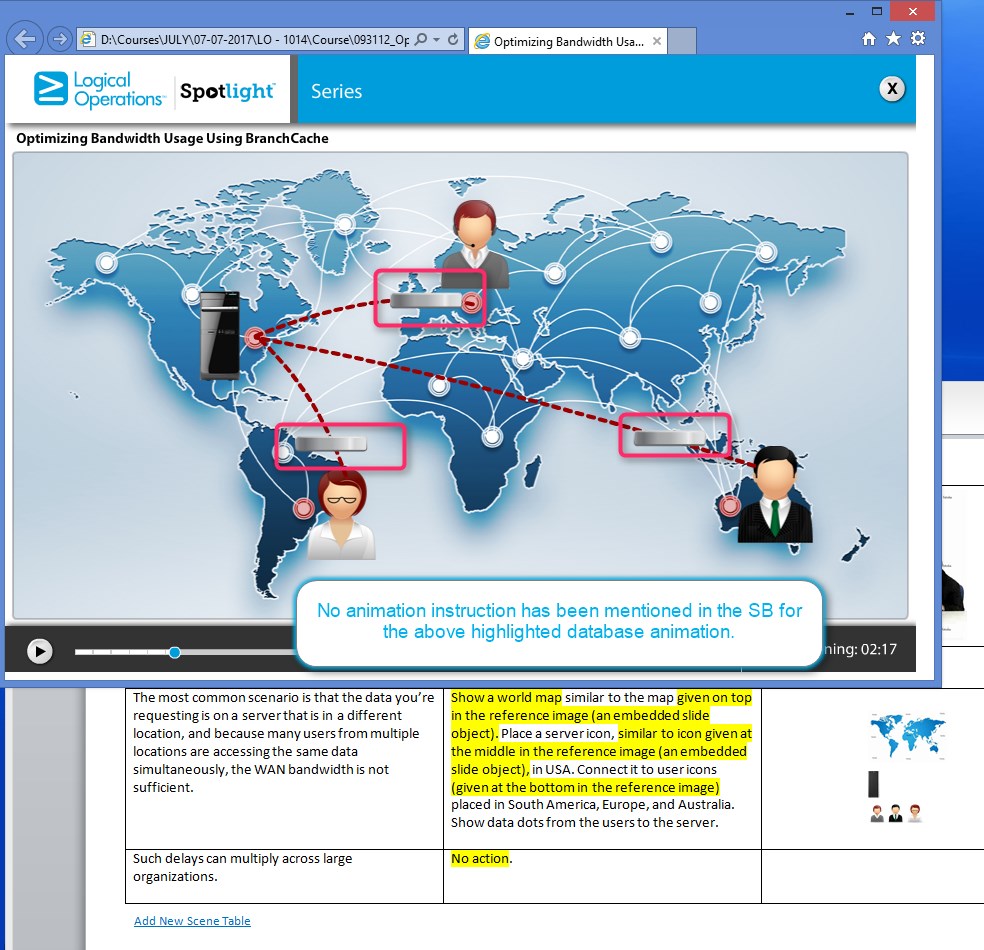 D:\Courses\JULY\07-07-2017\LO - 1014\Course\093112_Op
Optimizing Bandwidth Usa...
Logical
Operations™
Spotlight™
Series
X
Optimizing Bandwidth Usage Using BranchCache
No animation instruction has been mentioned in the SB for
the above highlighted database animation.
ning: 02:17
The most common scenario is that the data you’re
requesting is on a server that is in a different
location, and because many users from multiple
locations are accessing the same data
simultaneously, the WAN bandwidth is not
sufficient.
Show a world map similar to the map given on top
in the reference image (an embedded slide
object). Place a server icon, similar to icon given at
the middle in the reference image (an embedded
slide object), in USA. Connect it to user icons
(given at the bottom in the reference image)
placed in South America, Europe, and Australia.
Show data dots from the users to the server.
Such delays can multiply across large
organizations.
No action.
Add New Scene Table